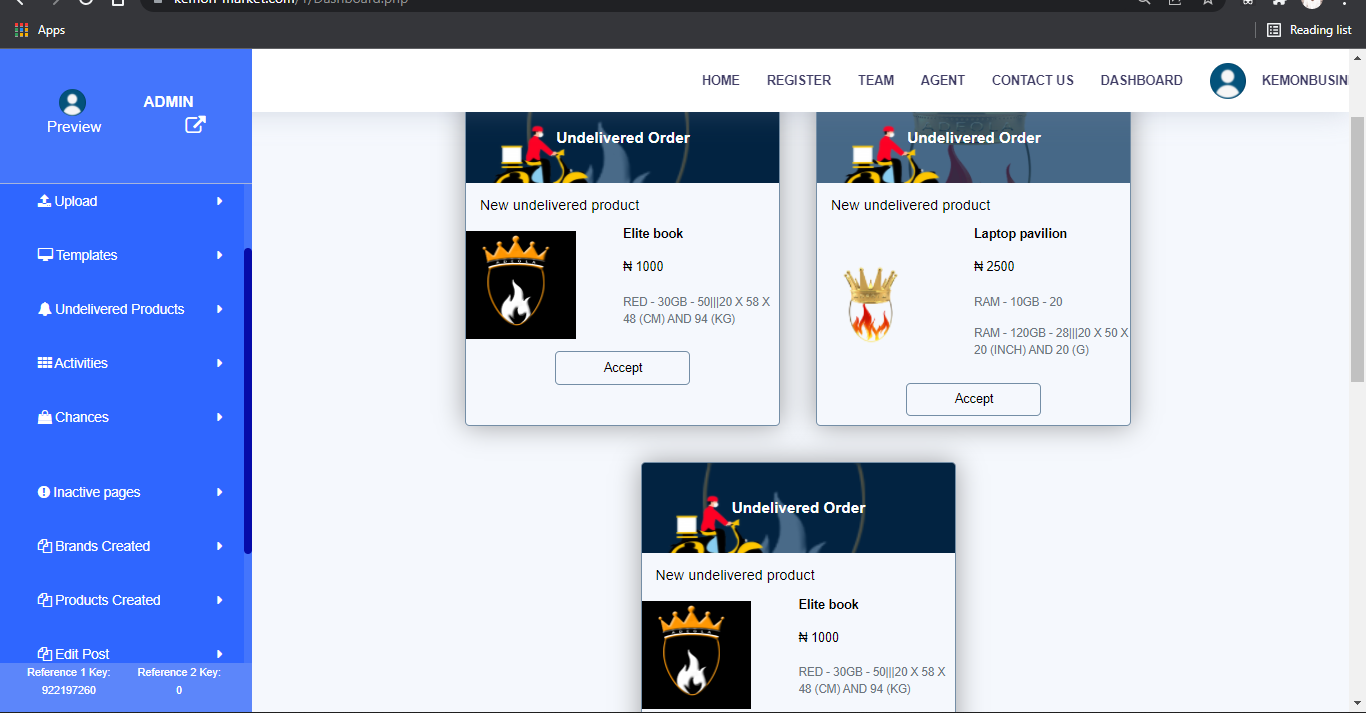 kemon-market.com/1/Dashboard.php
Apps
Reading list
ADMIN
Preview
Upload
Templates
Undelivered Products
Activities
Chances
Inactive pages
Brands Created
Products Created
Edit Post
Reference 1 Key:
922197260
Reference 2 Key:
0
HOME REGISTER TEAM AGENT CONTACT US DASHBOARD KEMONBUSIN
Undelivered Order
New undelivered product
Elite book
₦ 1000
RED - 30GB - 50|||20 X 58 X
48 (CM) AND 94 (KG)
Accept
Undelivered Order
New undelivered product
Laptop pavilion
₦ 2500
RAM - 10GB - 20
RAM - 120GB - 28|||20 X 50 X
20 (INCH) AND 20 (G)
Accept
Undelivered Order
New undelivered product
Elite book
₦ 1000
RED - 30GB - 50|||20 X 58 X
48 (CM) AND 94 (KG)